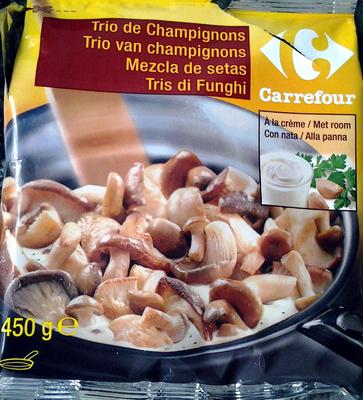 Trio de Champignons
Trio van champignons
Mezcla de setas
Tris di Funghi
Carrefour
À la crème / Met room
Con nata / Alla panna
450 g e